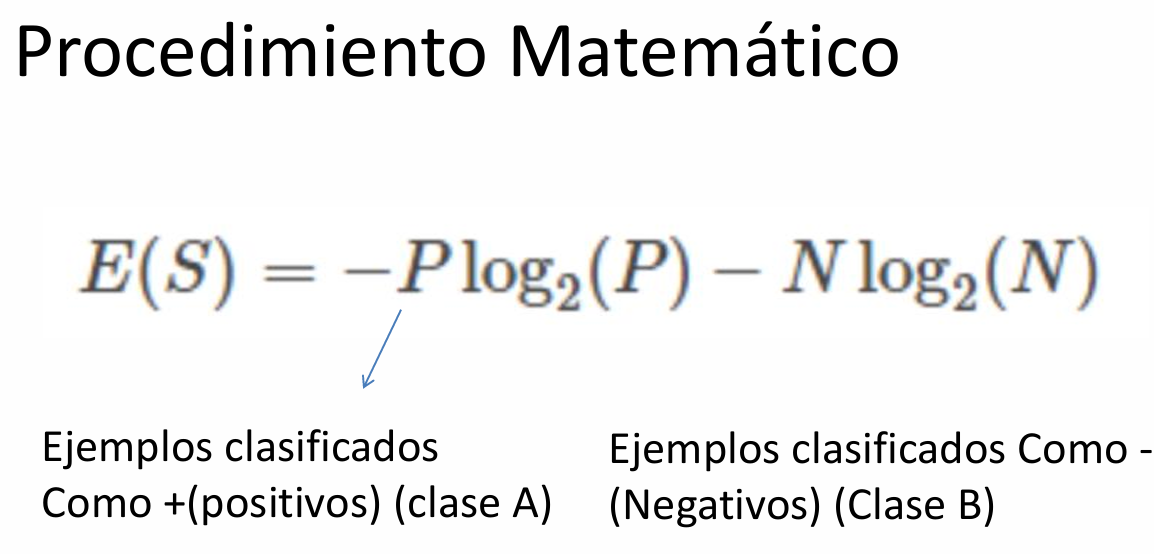 Procedimiento Matemático
E(S) = −P log₂(P) − N log₂(N)
Ejemplos clasificados
Como +(positivos) (clase A)
Ejemplos clasificados Como -
(Negativos) (Clase B)